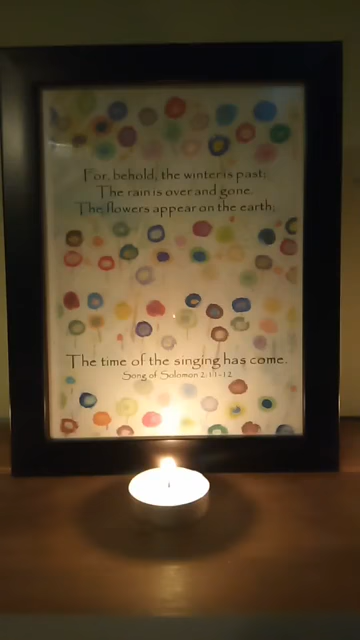 For, behold, the winter is past;
The rain is over and gone.
The flowers appear on the earth;
The time of the singing has come.
Song of Solomon 2:11-12